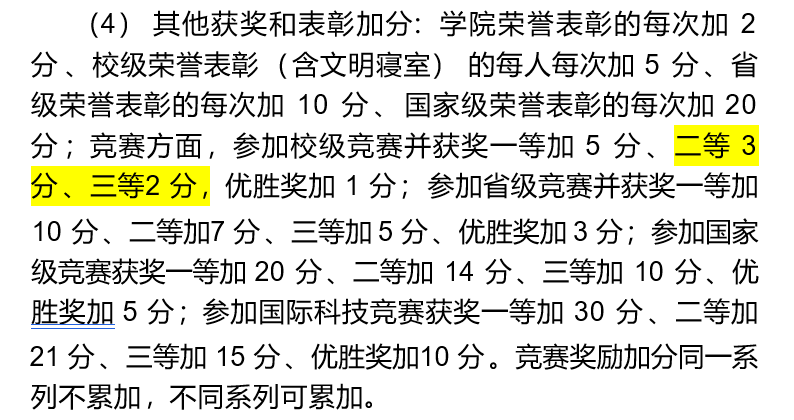 （4） 其他获奖和表彰加分：学院荣誉表彰的每次加 2
分 、校级荣誉表彰 （含文明寝室） 的每人每次加 5 分 、省
级荣誉表彰的每次加 10 分 、 国家级荣誉表彰的每次加 20
分 ；竞赛方面，参加校级竞赛并获奖一等加 5 分 、二等 3
分 、三等2 分，优胜奖加 1 分 ；参加省级竞赛并获奖一等加
10 分 、二等加7 分 、三等加 5 分 、优胜奖加 3 分 ；参加国家
级竞赛获奖一等加 20 分 、二等加 14 分 、三等加 10 分 、优
胜奖加 5 分 ；参加国际科技竞赛获奖一等加 30 分 、二等加
21 分 、三等加 15 分 、优胜奖加10 分 。竞赛奖励加分同一系
列不累加，不同系列可累加。